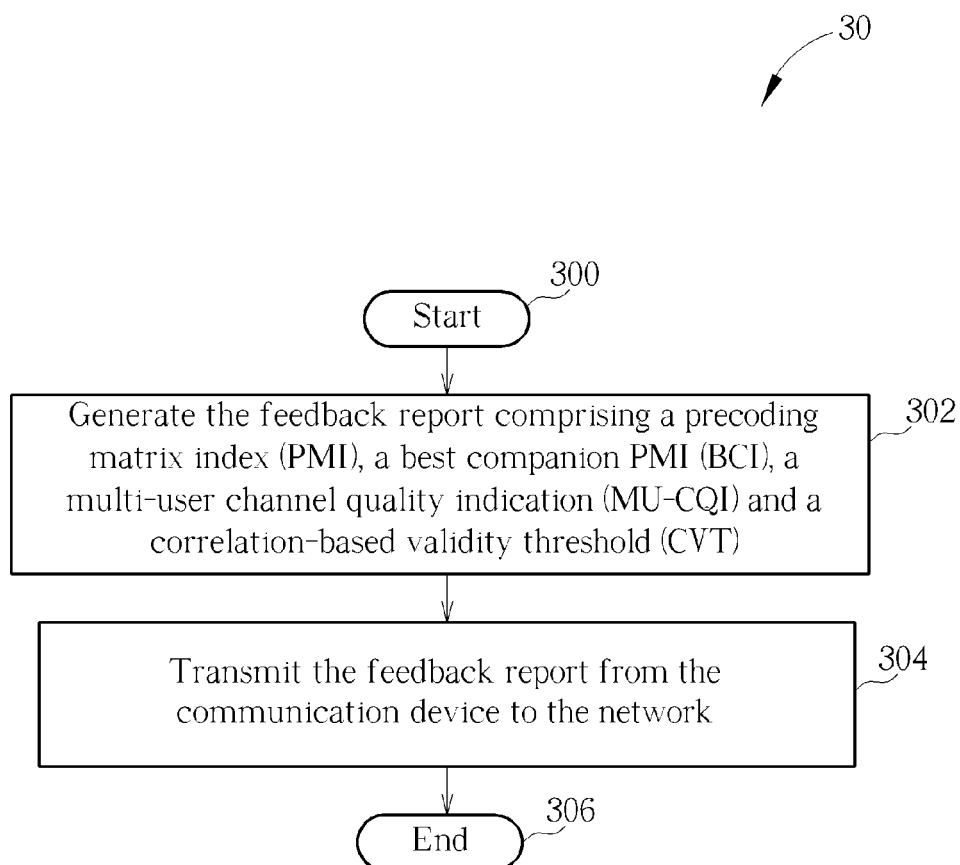 30
300
Start
302
Generate the feedback report comprising a precoding
matrix index (PMI), a best companion PMI (BCI), a
multi-user channel quality indication (MU-CQI) and a
correlation-based validity threshold (CVT)
304
Transmit the feedback report from the
communication device to the network
306
End